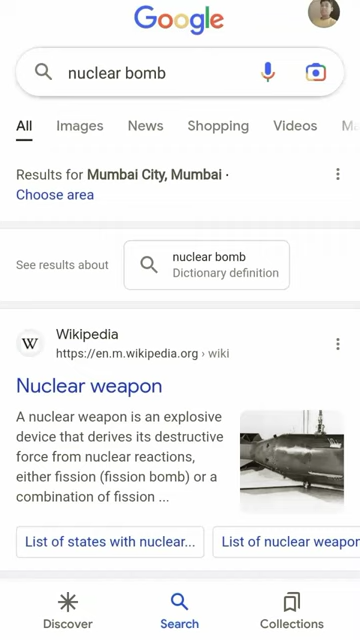 Google
nuclear bomb
All Images News Shopping Videos
Results for Mumbai City, Mumbai ·
Choose area
See results about
nuclear bomb
Dictionary definition
W
Wikipedia
https://en.m.wikipedia.org › wiki
Nuclear weapon
A nuclear weapon is an explosive
device that derives its destructive
force from nuclear reactions,
either fission (fission bomb) or a
combination of fission ...
List of states with nuclear... List of nuclear weapon
Discover Search Collections